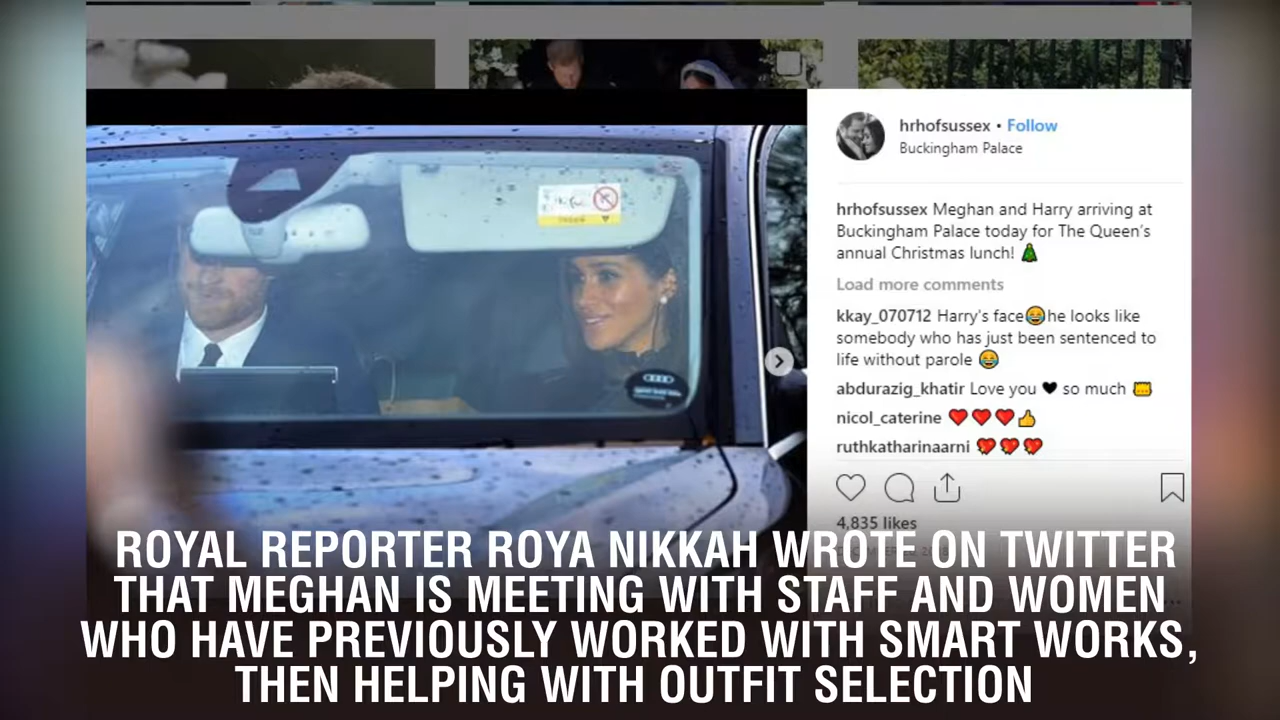 hrhofsussex • Follow
Buckingham Palace
hrhofsussex Meghan and Harry arriving at
Buckingham Palace today for The Queen's
annual Christmas lunch! 🎄
Load more comments
kkay_070712 Harry's face😂he looks like
somebody who has just been sentenced to
life without parole 😂
abdurazig_khatir Love you ♥ so much
nicol_caterine ❤️❤️❤️👍
ruthkatharinaarni 💖💖💖
4,835 likes
ROYAL REPORTER ROYA NIKKAH WROTE ON TWITTER
THAT MEGHAN IS MEETING WITH STAFF AND WOMEN
WHO HAVE PREVIOUSLY WORKED WITH SMART WORKS,
THEN HELPING WITH OUTFIT SELECTION